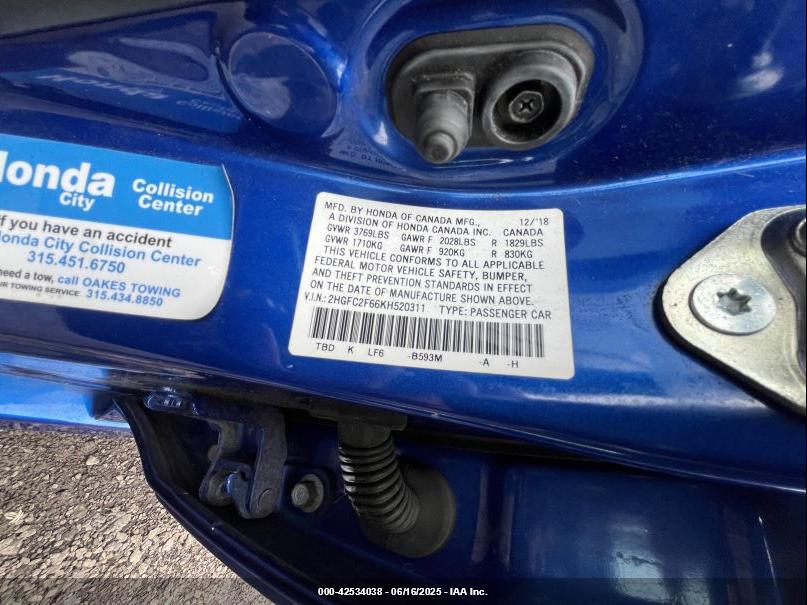 Honda
City
Collision
Center
if you have an accident
Honda City Collision Center
315.451.6750
need a tow, call OAKES TOWING
TOWING SERVICE 315.434.8850
MFD. BY HONDA OF CANADA MFG., 12/'18
A DIVISION OF HONDA CANADA INC. CANADA
GVWR 3769LBS GAWR F 2028LBS R 1829LBS
GVWR 1710KG GAWR F 920KG R 830KG
THIS VEHICLE CONFORMS TO ALL APPLICABLE
FEDERAL MOTOR VEHICLE SAFETY, BUMPER,
AND THEFT PREVENTION STANDARDS IN EFFECT
ON THE DATE OF MANUFACTURE SHOWN ABOVE.
V.I.N.: 2HGFC2F66KH520311 TYPE: PASSENGER CAR
TBD K LF6 -B593M -A -H
000-42534038 - 06/16/2025 - IAA Inc.